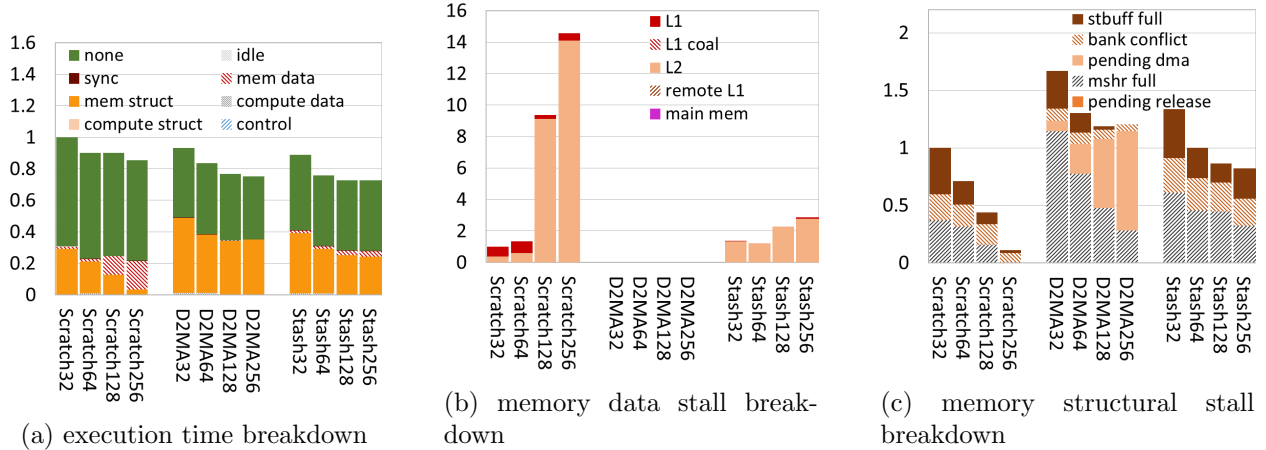 1.6
1.4
1.2
1
0.8
0.6
0.4
0.2
0
none
idle
sync
mem data
mem struct
compute data
compute struct
control
Scratch32
Scratch64
Scratch128
Scratch256
D2MA32
D2MA64
D2MA128
D2MA256
Stash32
Stash64
Stash128
Stash256
(a) execution time breakdown
16
14
12
10
8
6
4
2
0
L1
L1 coal
L2
remote L1
main mem
Scratch32
Scratch64
Scratch128
Scratch256
D2MA32
D2MA64
D2MA128
D2MA256
Stash32
Stash64
Stash128
Stash256
(b) memory data stall break-
down
2
1.5
1
0.5
0
stbuff full
bank conflict
pending dma
mshr full
pending release
Scratch32
Scratch64
Scratch128
Scratch256
D2MA32
D2MA64
D2MA128
D2MA256
Stash32
Stash64
Stash128
Stash256
(c) memory structural stall
breakdown